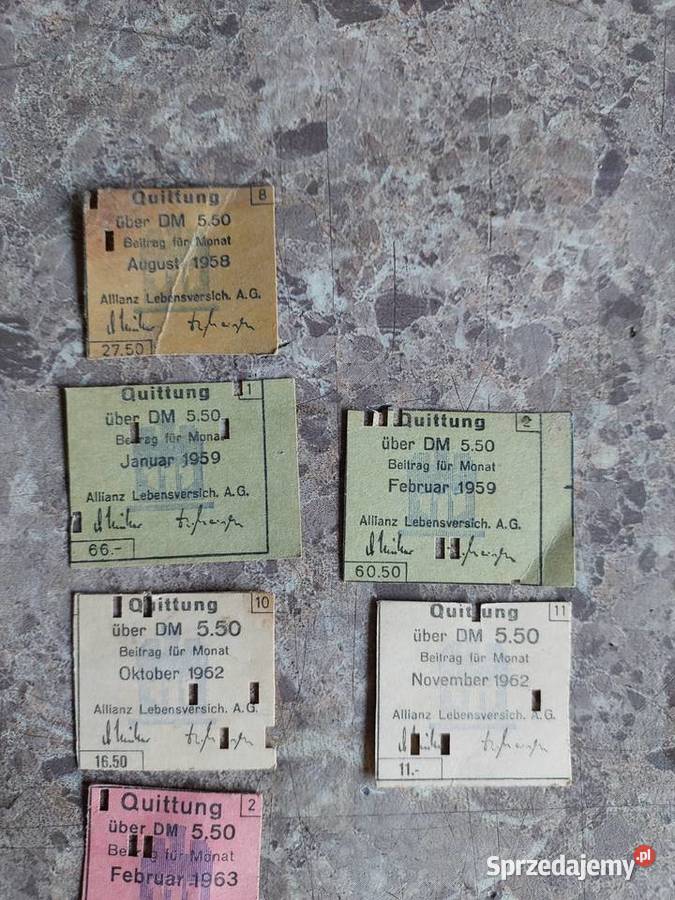 Quittung 8
über DM 5.50
Beitrag für Monat
August 1958
Allianz Lebensversich. A.G.
27.50
Quittung 1
über DM 5.50
Beitrag für Monat
Januar 1959
Allianz Lebensversich. A.G.
66.-
Quittung 2
über DM 5.50
Beitrag für Monat
Februar 1959
Allianz Lebensversich. A.G.
60.50
Quittung 10
über DM 5.50
Beitrag für Monat
Oktober 1962
Allianz Lebensversich. A.G.
16.50
Quittung 11
über DM 5.50
Beitrag für Monat
November 1962
Allianz Lebensversich. A.G.
11.-
Quittung 2
über DM 5.50
Beitrag für Monat
Februar 1963
Sprzedajemy.pl